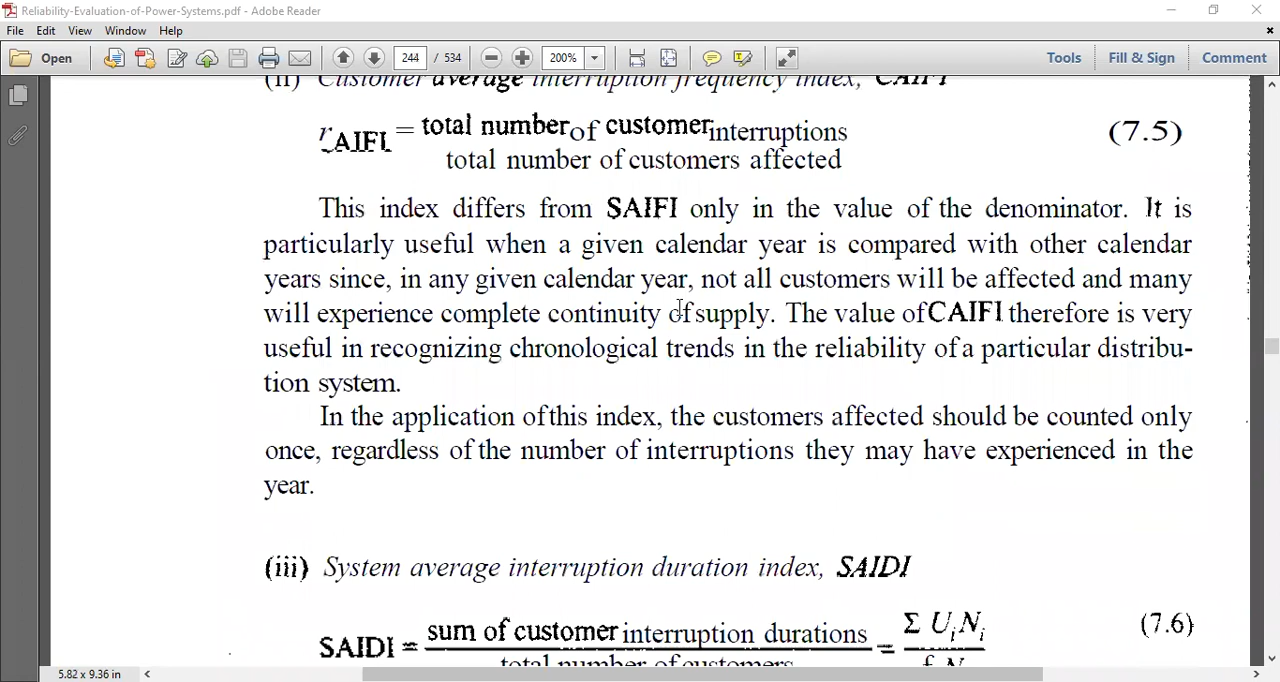 Reliability-Evaluation-of-Power-Systems.pdf - Adobe Reader
File Edit View Window Help
Open 244 / 534 200% Tools Fill & Sign Comment
(ii) Customer average interruption frequency index, CAIFI
rAIFI = total number of customer interruptions (7.5)
total number of customers affected
This index differs from SAIFI only in the value of the denominator. It is
particularly useful when a given calendar year is compared with other calendar
years since, in any given calendar year, not all customers will be affected and many
will experience complete continuity of supply. The value of CAIFI therefore is very
useful in recognizing chronological trends in the reliability of a particular distribu-
tion system.
In the application of this index, the customers affected should be counted only
once, regardless of the number of interruptions they may have experienced in the
year.
(iii) System average interruption duration index, SAIDI
SAIDI = sum of customer interruption durations = Σ UiNi (7.6)
total number of customers
5.82 x 9.36 in